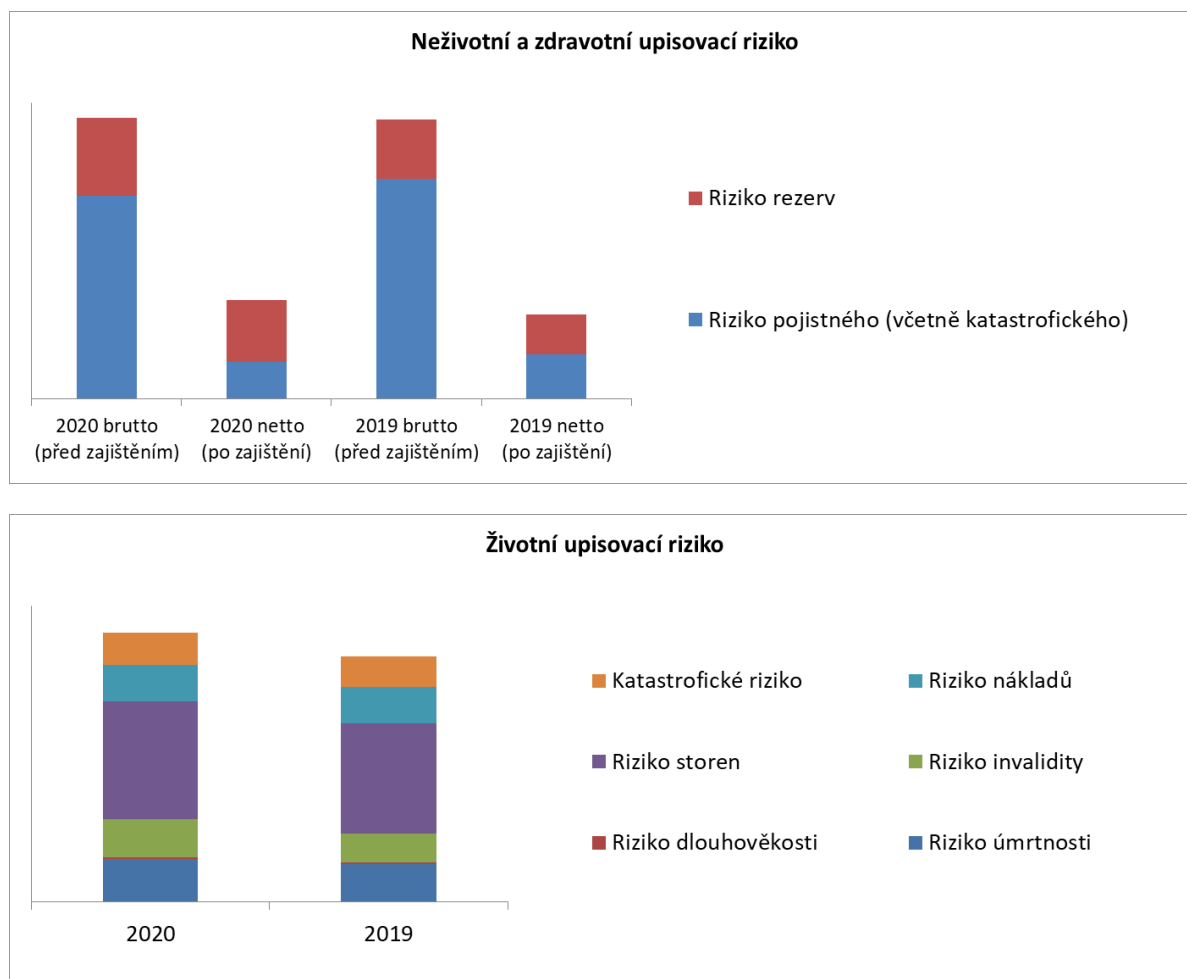 Neživotní a zdravotní upisovací riziko
Riziko rezerv
Riziko pojistného (včetně katastrofického)
2020 brutto
(před zajištěním)
2020 netto
(po zajištění)
2019 brutto
(před zajištěním)
2019 netto
(po zajištění)
Životní upisovací riziko
Katastrofické riziko
Riziko nákladů
Riziko storen
Riziko invalidity
Riziko dlouhověkosti
Riziko úmrtnosti
2020
2019